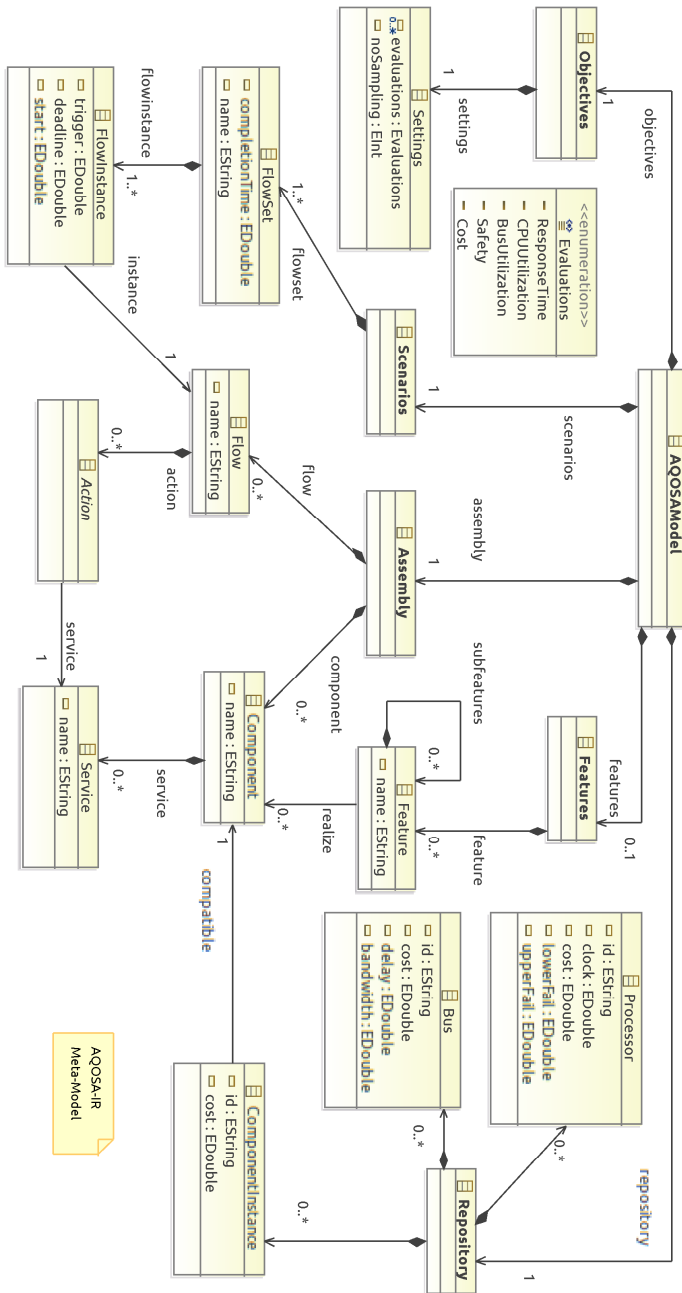 AQOSAModel
objectives
1
scenarios
1
assembly
1
features
0..1
repository
1
Objectives
settings
1
Settings
evaluations : Evaluations
0..*
noSampling : EInt
<<enumeration>>
Evaluations
ResponseTime
CPUUtilization
BusUtilization
Safety
Cost
Scenarios
flowset
1..*
FlowSet
completionTime : EDouble
name : EString
flowinstance
1..*
FlowInstance
trigger : EDouble
deadline : EDouble
start : EDouble
instance
1
Assembly
flow
0..*
component
0..*
Flow
name : EString
action
0..*
Action
service
1
Features
feature
0..*
Feature
name : EString
subfeatures
0..*
realize
0..*
Component
name : EString
service
0..*
Service
name : EString
Processor
id : EString
clock : EDouble
cost : EDouble
lowerFail : EDouble
upperFail : EDouble
Bus
id : EString
cost : EDouble
delay : EDouble
bandwidth : EDouble
Repository
0..*
0..*
0..*
ComponentInstance
id : EString
cost : EDouble
compatible
1
AQOSA-IR
Meta-Model